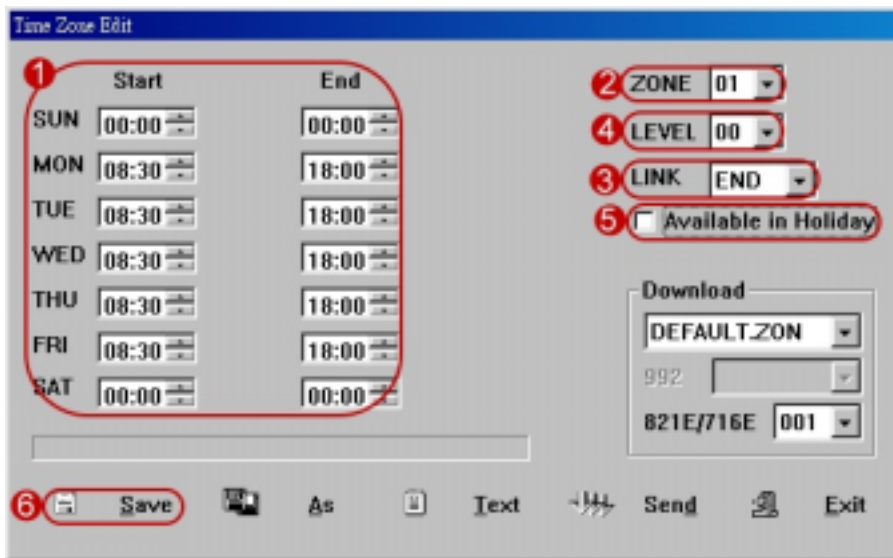 Time Zone Edit
1
Start End
SUN 00:00 00:00
MON 08:30 18:00
TUE 08:30 18:00
WED 08:30 18:00
THU 08:30 18:00
FRI 08:30 18:00
SAT 00:00 00:00
2 ZONE 01
4 LEVEL 00
3 LINK END
5 Available in Holiday
Download
DEFAULT.ZON
992
821E/716E 001
6 Save As Text Send Exit